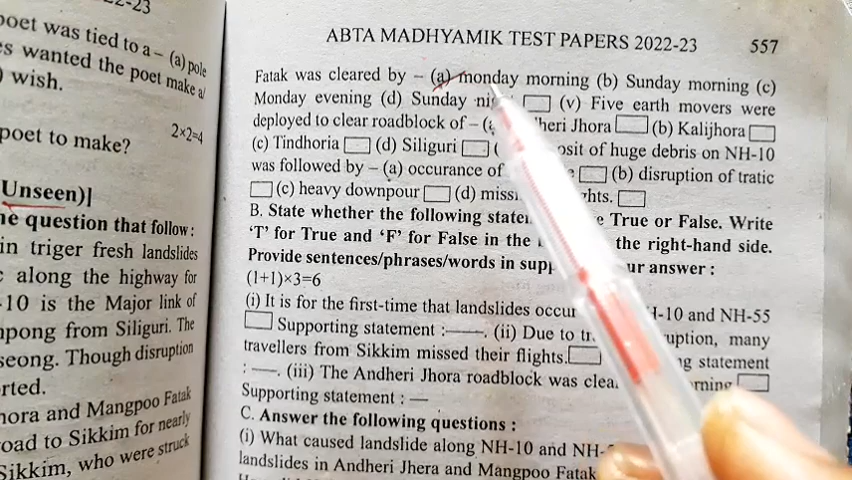 22-23
poet was tied to a – (a) pole
s wanted the poet make a
) wish.
poet to make? 2×2=4
Unseen)]
he question that follow :
in triger fresh landslides
c along the highway for
-10 is the Major link of
npong from Siliguri. The
seong. Though disruption
rted.
hora and Mangpoo Fatak
road to Sikkim for nearly
Sikkim, who were struck
ABTA MADHYAMIK TEST PAPERS 2022-23 557
Fatak was cleared by – (a) monday morning (b) Sunday morning (c)
Monday evening (d) Sunday (v) Five earth movers were
deployed to clear roadblock of – heri Jhora (b) Kalijhora
(c) Tindhoria (d) Siliguri osit of huge debris on NH-10
was followed by – (a) occurance of (b) disruption of tratic
(c) heavy downpour (d) miss ghts.
B. State whether the following True or False. Write
'T' for True and 'F' for False in the the right-hand side.
Provide sentences/phrases/words in ur answer :
(1+1)×3=6
(i) It is for the first-time that landslides occur -10 and NH-55
Supporting statement :——. (ii) Due to uption, many
travellers from Sikkim missed their flights. g statement
: ——. (iii) The Andheri Jhora roadblock was rning
Supporting statement : —
C. Answer the following questions :
(i) What caused landslide along NH-10 and NH-
landslides in Andheri Jhera and Mangpoo Fatak